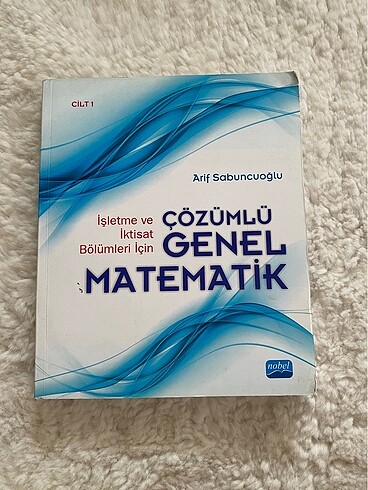 CİLT 1
Arif Sabuncuoğlu
İşletme ve
İktisat
Bölümleri İçin
ÇÖZÜMLÜ
GENEL
MATEMATİK
nobel